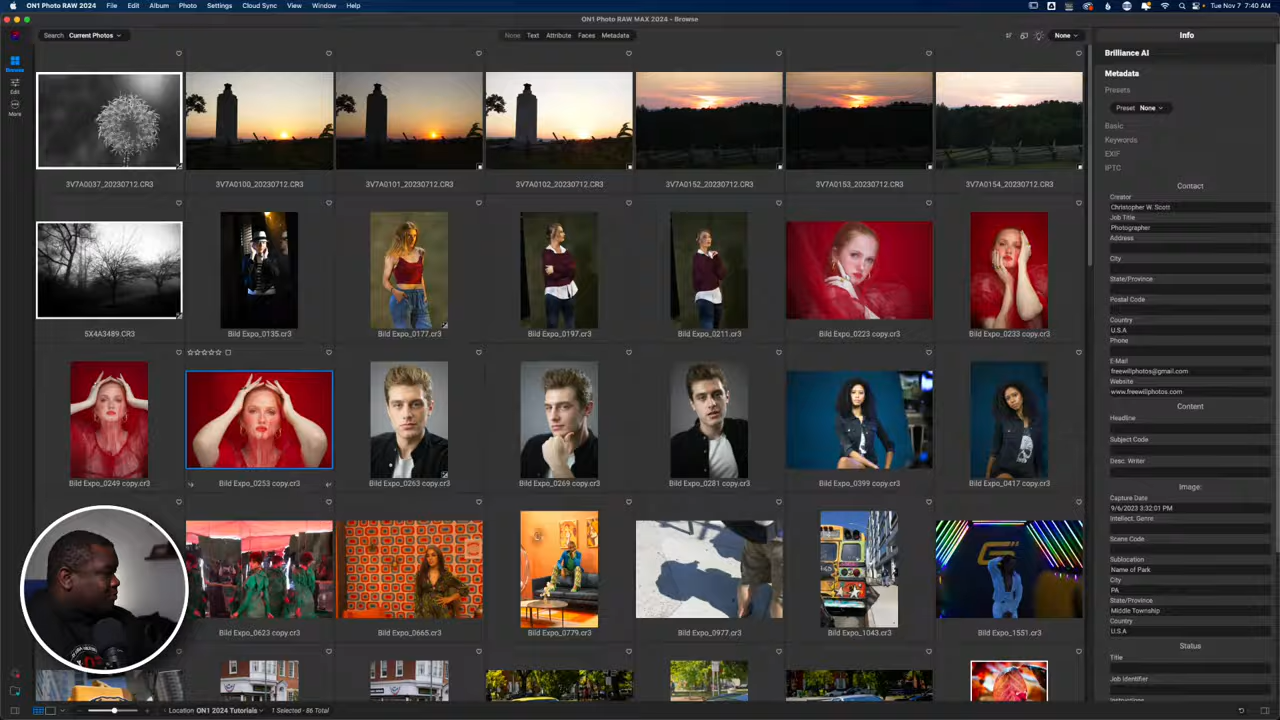 ON1 Photo RAW 2024 File Edit Album Photo Settings Cloud Sync View Window Help
Tue Nov 7 7:40 AM
ON1 Photo RAW MAX 2024 - Browse
Search Current Photos
None Text Attribute Faces Metadata
None
Info
Browse
Edit
More
3V7A0037_20230712.CR3 3V7A0100_20230712.CR3 3V7A0101_20230712.CR3 3V7A0102_20230712.CR3 3V7A0152_20230712.CR3 3V7A0153_20230712.CR3 3V7A0154_20230712.CR3
5X4A3489.CR3 Bild Expo_0135.cr3 Bild Expo_0177.cr3 Bild Expo_0197.cr3 Bild Expo_0211.cr3 Bild Expo_0223 copy.cr3 Bild Expo_0233 copy.cr3
Bild Expo_0249 copy.cr3 Bild Expo_0253 copy.cr3 Bild Expo_0263 copy.cr3 Bild Expo_0269 copy.cr3 Bild Expo_0281 copy.cr3 Bild Expo_0399 copy.cr3 Bild Expo_0417 copy.cr3
Bild Expo_0623 copy.cr3 Bild Expo_0665.cr3 Bild Expo_0779.cr3 Bild Expo_0977.cr3 Bild Expo_1043.cr3 Bild Expo_1551.cr3
Brilliance AI
Metadata
Presets
Preset None
Basic
Keywords
EXIF
IPTC
Contact
Creator
Christopher W. Scott
Job Title
Photographer
Address
City
State/Province
Postal Code
Country
U.S.A
Phone
E-Mail
freewillphotos@gmail.com
Website
www.freewillphotos.com
Content
Headline
Subject Code
Desc. Writer
Image:
Capture Date
9/6/2023 3:32:01 PM
Intellect. Genre
Scene Code
Sublocation
Name of Park
City
PA
State/Province
Middle Township
Country
U.S.A
Status
Title
Job Identifier
Location ON1 2024 Tutorials 1 Selected - 86 Total